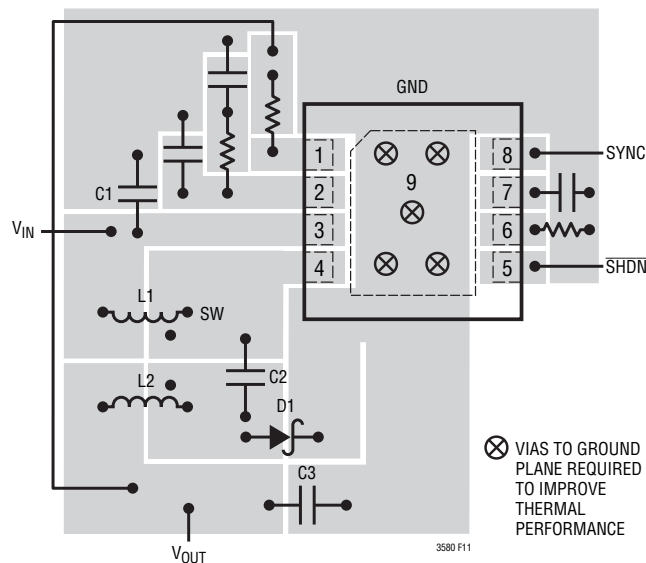 GND
1
8
SYNC
9
2
7
C1
VIN
3
6
4
5
SHDN
L1
SW
L2
C2
D1
C3
VIAS TO GROUND
PLANE REQUIRED
TO IMPROVE
THERMAL
PERFORMANCE
VOUT
3580 F11